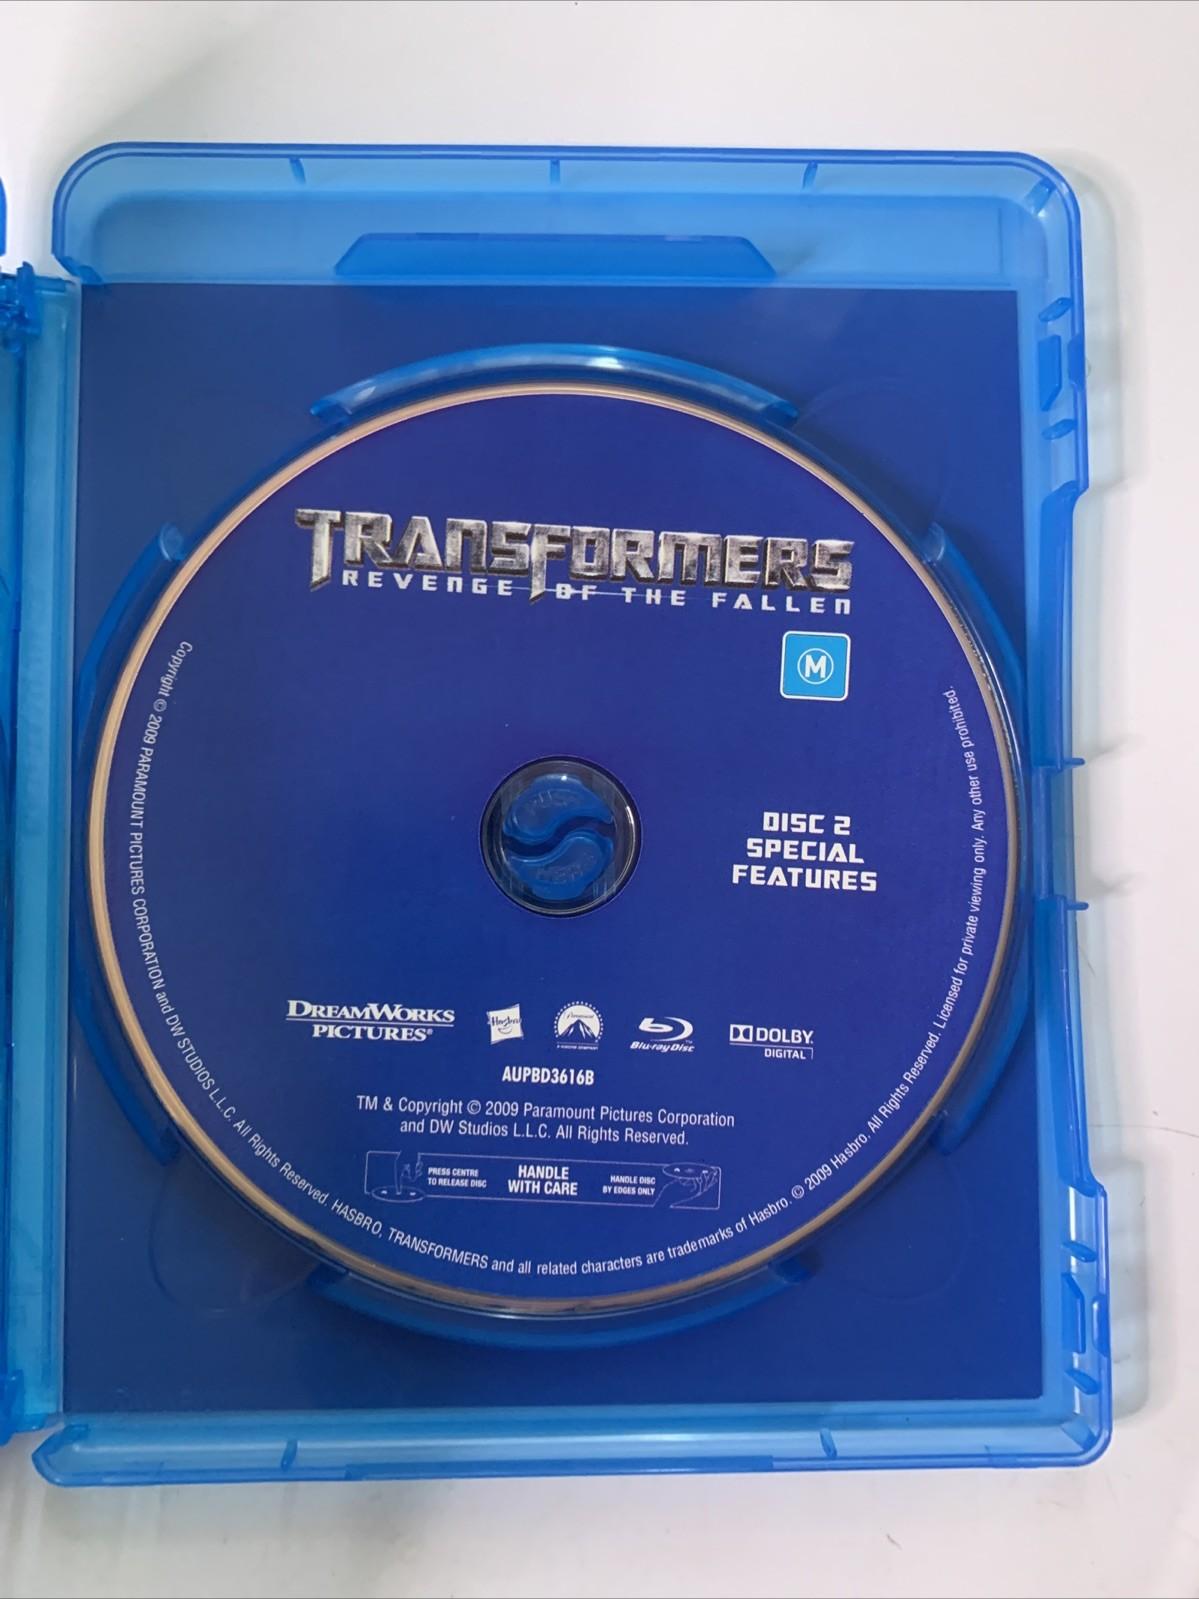 TRANSFORMERS
REVENGE OF THE FALLEN
M
DISC 2
SPECIAL
FEATURES
DREAMWORKS
PICTURES®
Hasbro
Paramount
Blu-ray Disc™
DOLBY
DIGITAL
AUPBD3616B
TM & Copyright © 2009 Paramount Pictures Corporation
and DW Studios L.L.C. All Rights Reserved.
PRESS CENTRE
TO RELEASE DISC
HANDLE
WITH CARE
HANDLE DISC
BY EDGES ONLY
Copyright © 2009 PARAMOUNT PICTURES CORPORATION and DW STUDIOS L.L.C. All Rights Reserved. HASBRO, TRANSFORMERS and all related characters are trademarks of Hasbro. © 2009 Hasbro. All Rights Reserved. Licensed for private viewing only. Any other use prohibited.